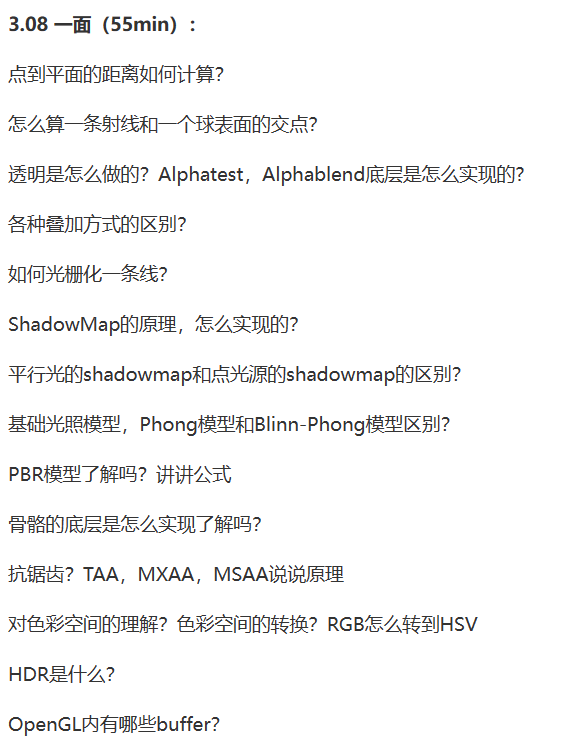 3.08 一面（55min）：
点到平面的距离如何计算？
怎么算一条射线和一个球表面的交点？
透明是怎么做的？Alphatest，Alphablend底层是怎么实现的？
各种叠加方式的区别？
如何光栅化一条线？
ShadowMap的原理，怎么实现的？
平行光的shadowmap和点光源的shadowmap的区别？
基础光照模型，Phong模型和Blinn-Phong模型区别？
PBR模型了解吗？讲讲公式
骨骼的底层是怎么实现了解吗？
抗锯齿？TAA，MXAA，MSAA说说原理
对色彩空间的理解？色彩空间的转换？RGB怎么转到HSV
HDR是什么？
OpenGL内有哪些buffer？